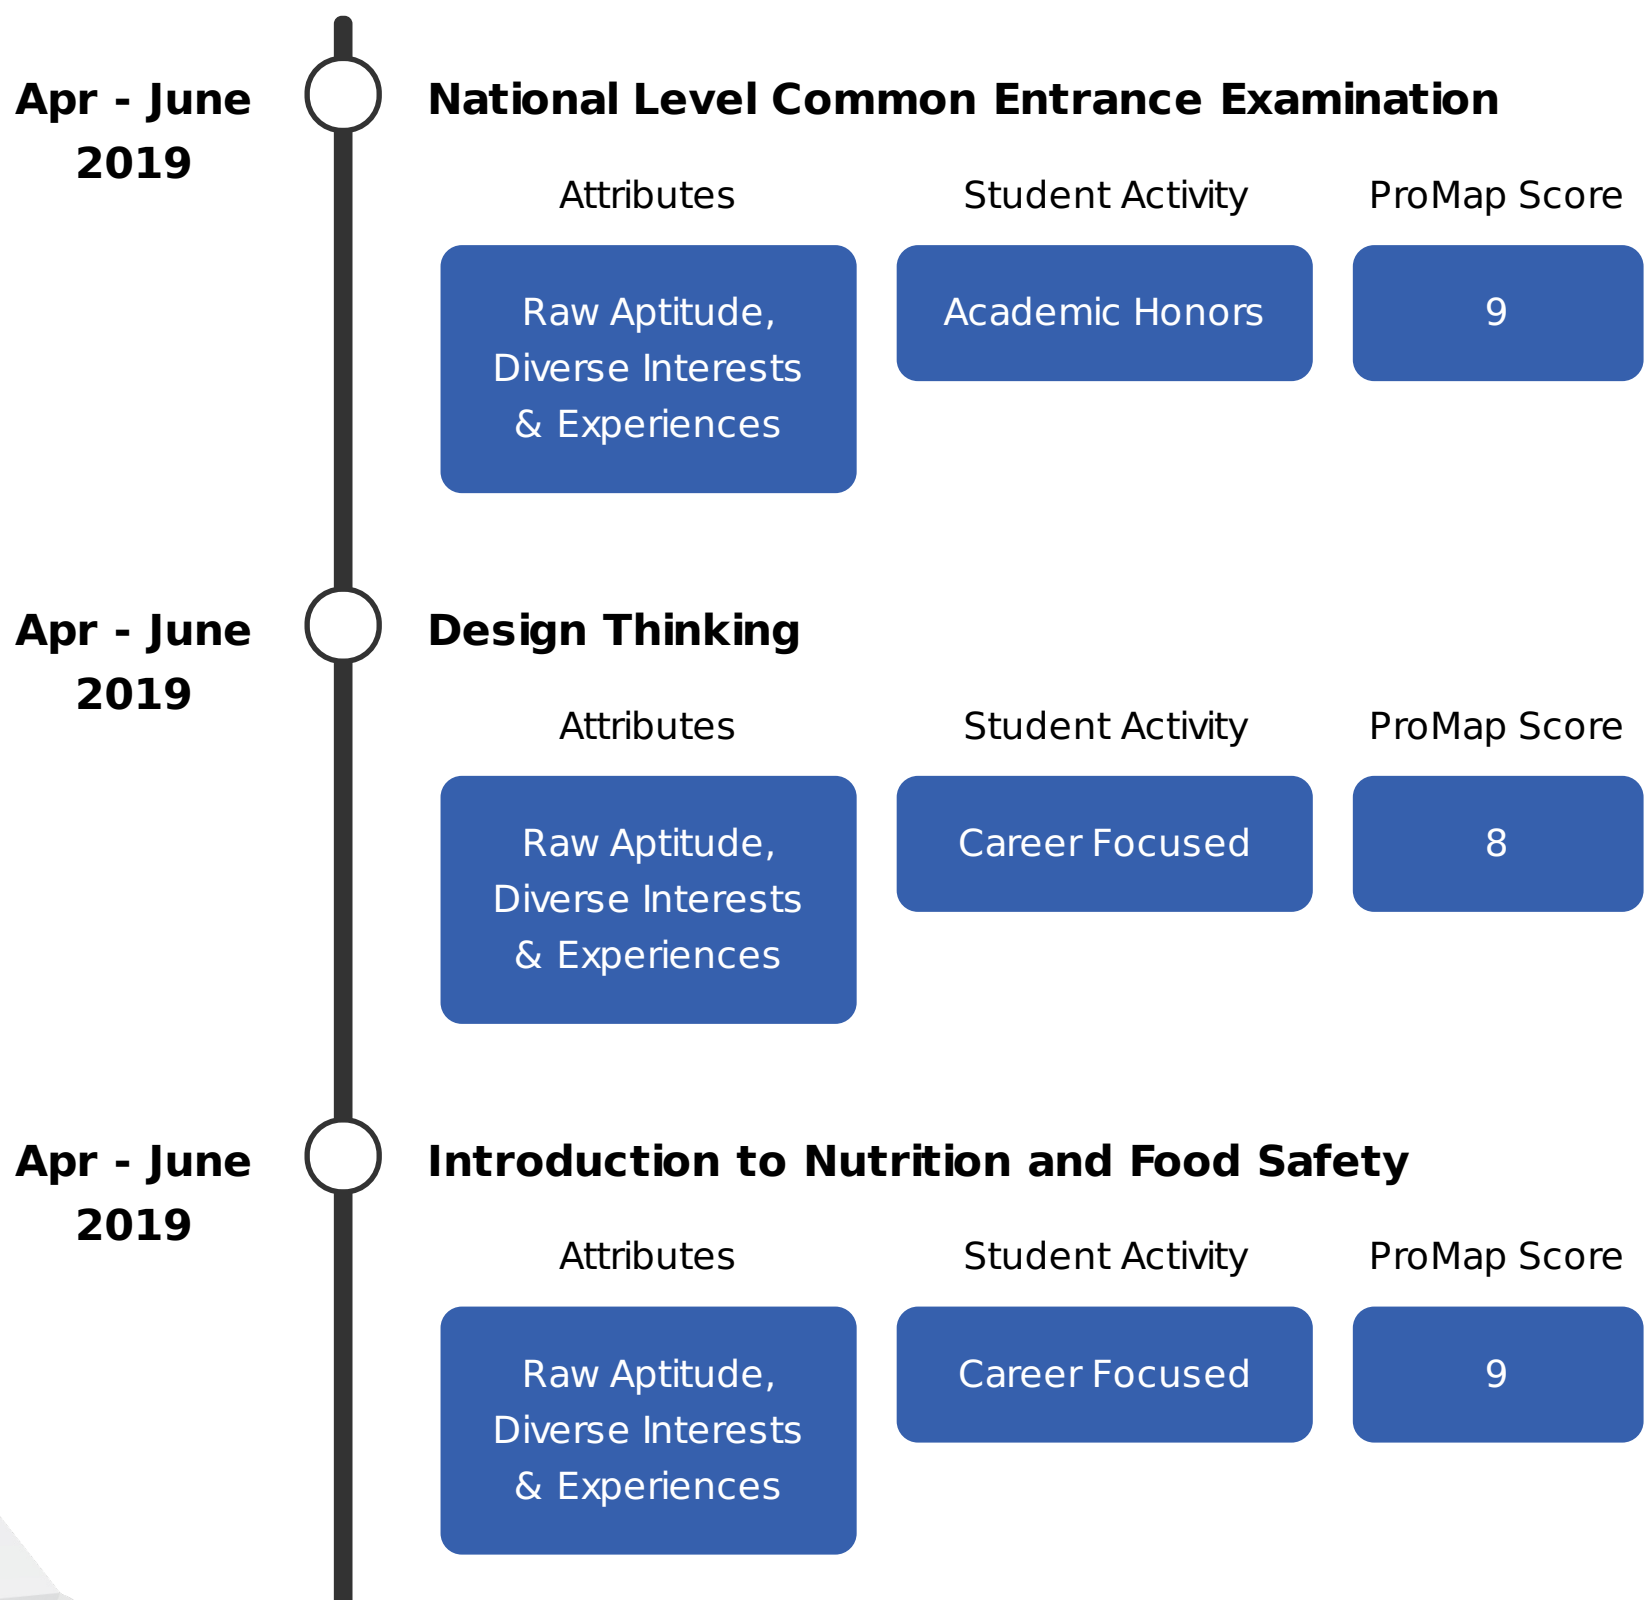 Apr - June
2019
National Level Common Entrance Examination
Attributes
Student Activity
ProMap Score
Raw Aptitude,
Diverse Interests
& Experiences
Academic Honors
9
Apr - June
2019
Design Thinking
Attributes
Student Activity
ProMap Score
Raw Aptitude,
Diverse Interests
& Experiences
Career Focused
8
Apr - June
2019
Introduction to Nutrition and Food Safety
Attributes
Student Activity
ProMap Score
Raw Aptitude,
Diverse Interests
& Experiences
Career Focused
9